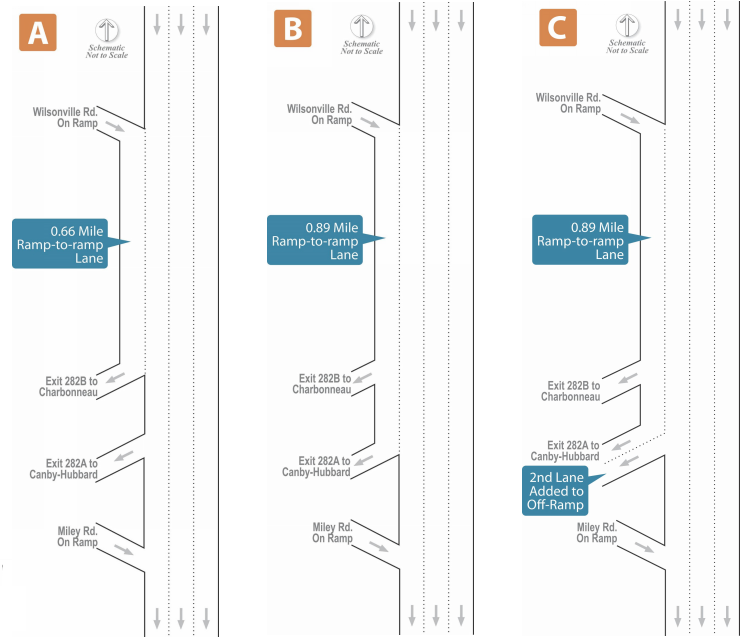 A
Schematic
Not to Scale
Wilsonville Rd.
On Ramp
0.66 Mile
Ramp-to-ramp
Lane
Exit 282B to
Charbonneau
Exit 282A to
Canby-Hubbard
Miley Rd.
On Ramp
B
Schematic
Not to Scale
Wilsonville Rd.
On Ramp
0.89 Mile
Ramp-to-ramp
Lane
Exit 282B to
Charbonneau
Exit 282A to
Canby-Hubbard
Miley Rd.
On Ramp
C
Schematic
Not to Scale
Wilsonville Rd.
On Ramp
0.89 Mile
Ramp-to-ramp
Lane
Exit 282B to
Charbonneau
Exit 282A to
Canby-Hubbard
2nd Lane
Added to
Off-Ramp
Miley Rd.
On Ramp